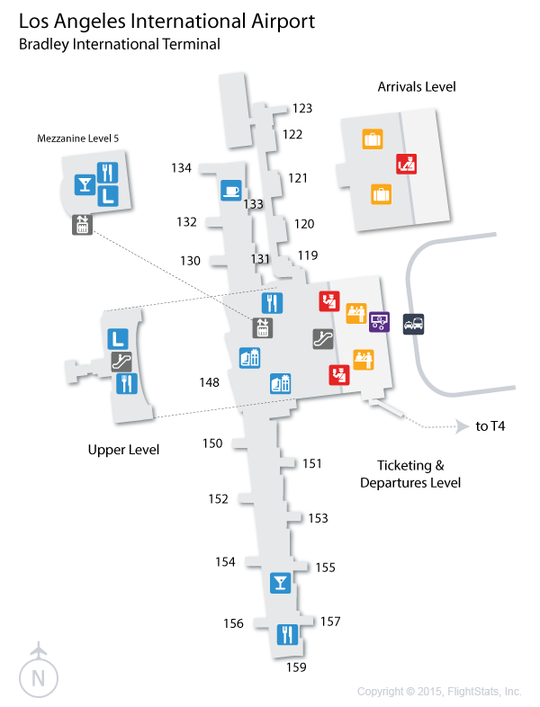 Los Angeles International Airport
Bradley International Terminal
Arrivals Level
123
122
Mezzanine Level 5
134
121
133
L
132
120
131
119
130
L
148
Upper Level
150
to T4
151
Ticketing &
Departures Level
152
153
154
155
156
157
159
N
Copyright © 2015, FlightStats, Inc.